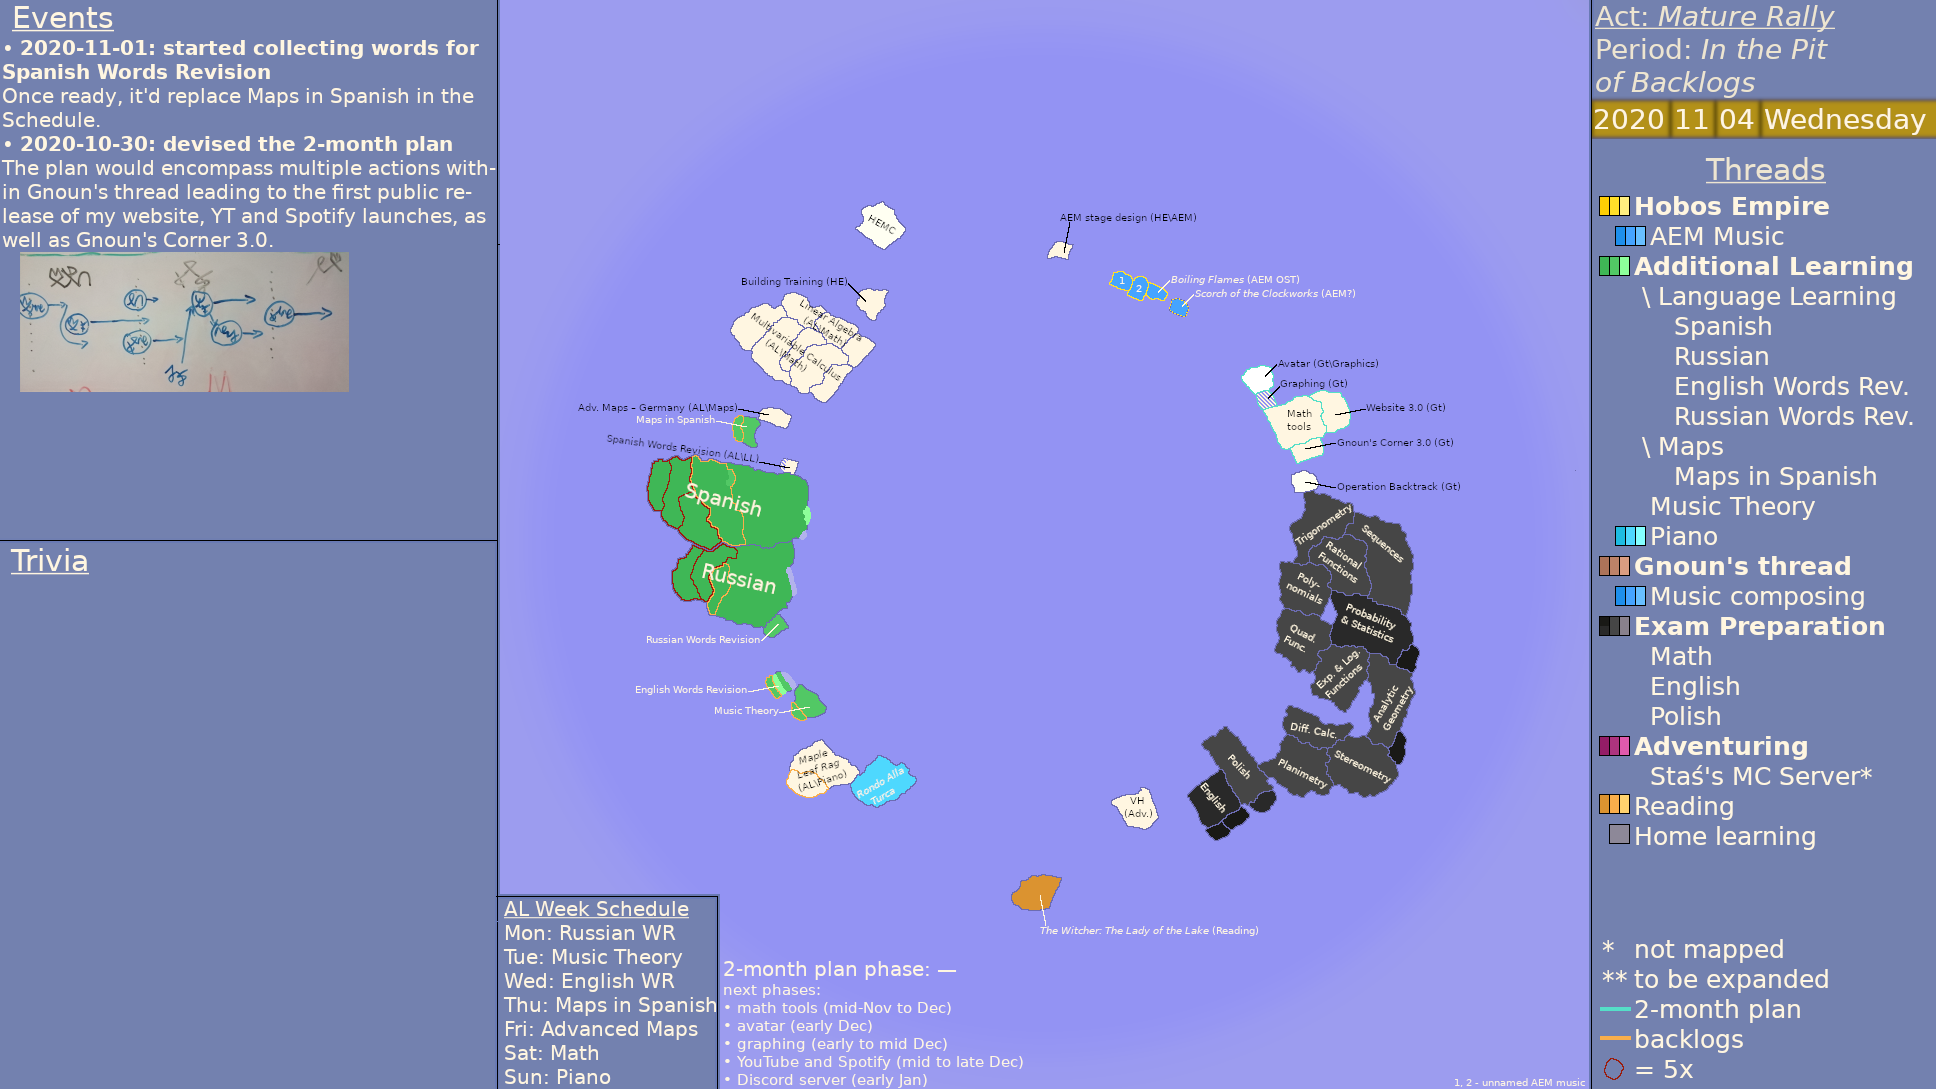 Events
• 2020-11-01: started collecting words for
Spanish Words Revision
Once ready, it'd replace Maps in Spanish in the
Schedule.
• 2020-10-30: devised the 2-month plan
The plan would encompass multiple actions with-
in Gnoun's thread leading to the first public re-
lease of my website, YT and Spotify launches, as
well as Gnoun's Corner 3.0.
Trivia
HEMC
AEM stage design (HE\AEM)
Building Training (HE)
1
2
Boiling Flames (AEM OST)
Scorch of the Clockworks (AEM?)
Linear Algebra
(AL\Math)
Multivariable Calculus
(AL\Math)
Adv. Maps – Germany (AL\Maps)
Maps in Spanish
Spanish Words Revision (AL\LL)
Spanish
Russian
Russian Words Revision
English Words Revision
Music Theory
Maple
Leaf Rag
(AL\Piano)
Rondo Alla
Turca
Avatar (Gt\Graphics)
Graphing (Gt)
Math
tools
Website 3.0 (Gt)
Gnoun's Corner 3.0 (Gt)
Operation Backtrack (Gt)
Trigonometry
Sequences
Rational
Functions
Poly-
nomials
Probability
& Statistics
Quad.
Func.
Exp. & Log.
Functions
Analytic
Geometry
Diff. Calc.
Planimetry
Stereometry
Polish
English
VH
(Adv.)
The Witcher: The Lady of the Lake (Reading)
AL Week Schedule
Mon: Russian WR
Tue: Music Theory
Wed: English WR
Thu: Maps in Spanish
Fri: Advanced Maps
Sat: Math
Sun: Piano
2-month plan phase: —
next phases:
• math tools (mid-Nov to Dec)
• avatar (early Dec)
• graphing (early to mid Dec)
• YouTube and Spotify (mid to late Dec)
• Discord server (early Jan)
1, 2 - unnamed AEM music
Act: Mature Rally
Period: In the Pit
of Backlogs
2020 11 04 Wednesday
Threads
Hobos Empire
AEM Music
Additional Learning
\ Language Learning
Spanish
Russian
English Words Rev.
Russian Words Rev.
\ Maps
Maps in Spanish
Music Theory
Piano
Gnoun's thread
Music composing
Exam Preparation
Math
English
Polish
Adventuring
Staś's MC Server*
Reading
Home learning
* not mapped
** to be expanded
2-month plan
backlogs
= 5x